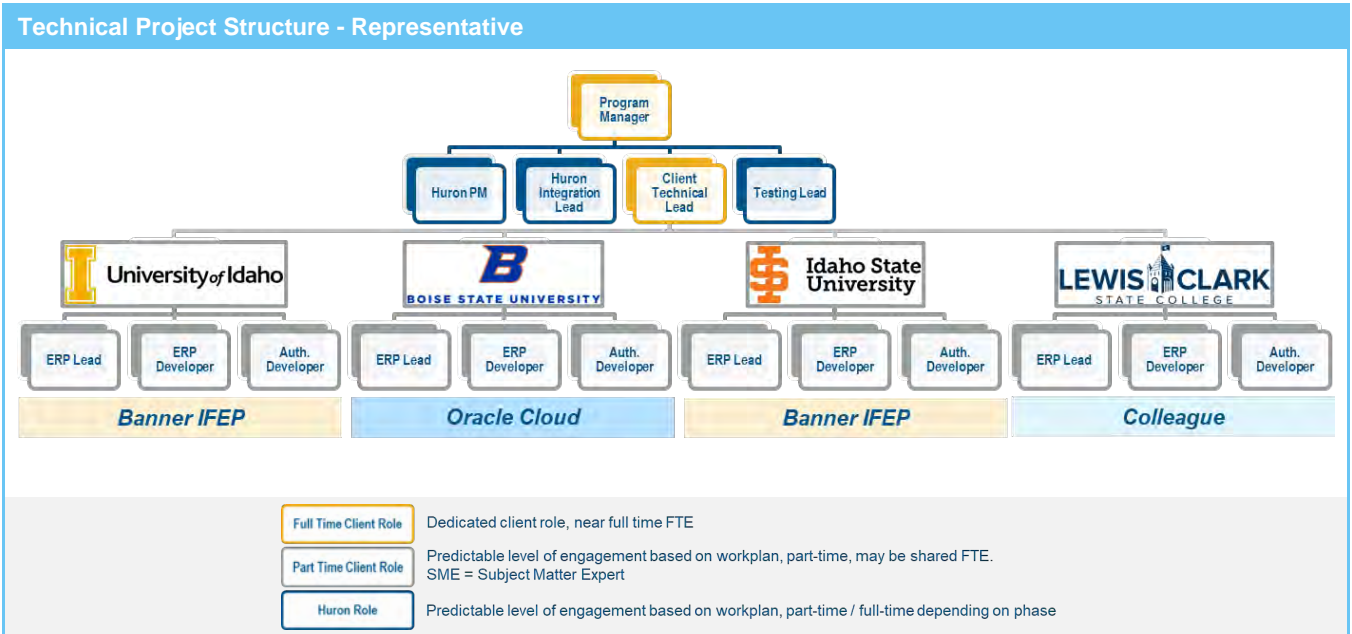 Technical Project Structure - Representative
Program
Manager
Huron PM
Huron
Integration
Lead
Client
Technical
Lead
Testing Lead
I
University of Idaho
B
BOISE STATE UNIVERSITY
IS
Idaho State
University
LEWIS CLARK
STATE COLLEGE
ERP Lead
ERP
Developer
Auth.
Developer
ERP Lead
ERP
Developer
Auth.
Developer
ERP Lead
ERP
Developer
Auth.
Developer
ERP Lead
ERP
Developer
Auth.
Developer
Banner IFEP
Oracle Cloud
Banner IFEP
Colleague
Full Time Client Role
Dedicated client role, near full time FTE
Part Time Client Role
Predictable level of engagement based on workplan, part-time, may be shared FTE.
SME = Subject Matter Expert
Huron Role
Predictable level of engagement based on workplan, part-time / full-time depending on phase